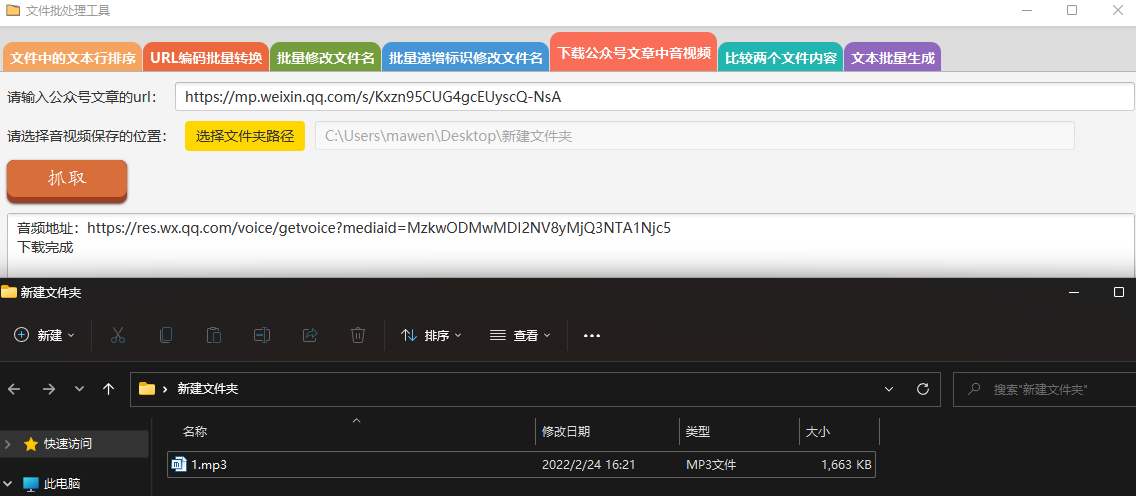 文件批处理工具
文件中的文本行排序 URL编码批量转换 批量修改文件名 批量递增标识修改文件名 下载公众号文章中音视频 比较两个文件内容 文本批量生成
请输入公众号文章的url： https://mp.weixin.qq.com/s/Kxzn95CUG4gcEUyscQ-NsA
请选择音视频保存的位置： 选择文件夹路径 C:\Users\mawen\Desktop\新建文件夹
抓取
音频地址：https://res.wx.qq.com/voice/getvoice?mediaid=MzkwODMwMDI2NV8yMjQ3NTA1Njc5
下载完成
新建文件夹
新建 排序 查看 •••
新建文件夹 搜索"新建文件夹"
名称 修改日期 类型 大小
快速访问
1.mp3 2022/2/24 16:21 MP3文件 1,663 KB
此电脑